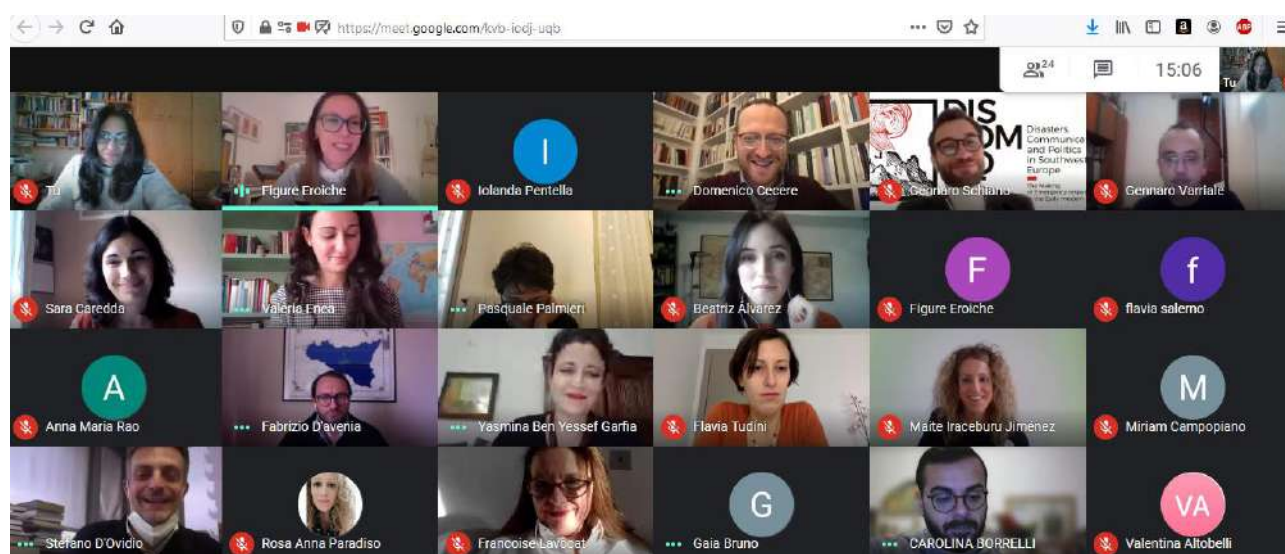 https://meet.google.com/kvb-iodj-uqb
24
15:06
Tu
DIS
Disasters,
Communica
and Politics
in Southwes
Europe
Tu
Figure Eroiche
I
Iolanda Pentella
Domenico Cecere
Gennaro Schiano
Gennaro Varriale
Sara Caredda
Valeria Enea
Pasquale Palmieri
Beatriz Álvarez
F
Figure Eroiche
f
flavia salerno
A
Anna Maria Rao
Fabrizio D'avenia
Yasmina Ben Yessef Garfia
Flavia Tudini
Maite Iraceburu Jiménez
M
Miriam Campopiano
Stefano D'Ovidio
Rosa Anna Paradiso
Francoise Lavocat
G
Gaia Bruno
CAROLINA BORRELLI
VA
Valentina Altobelli